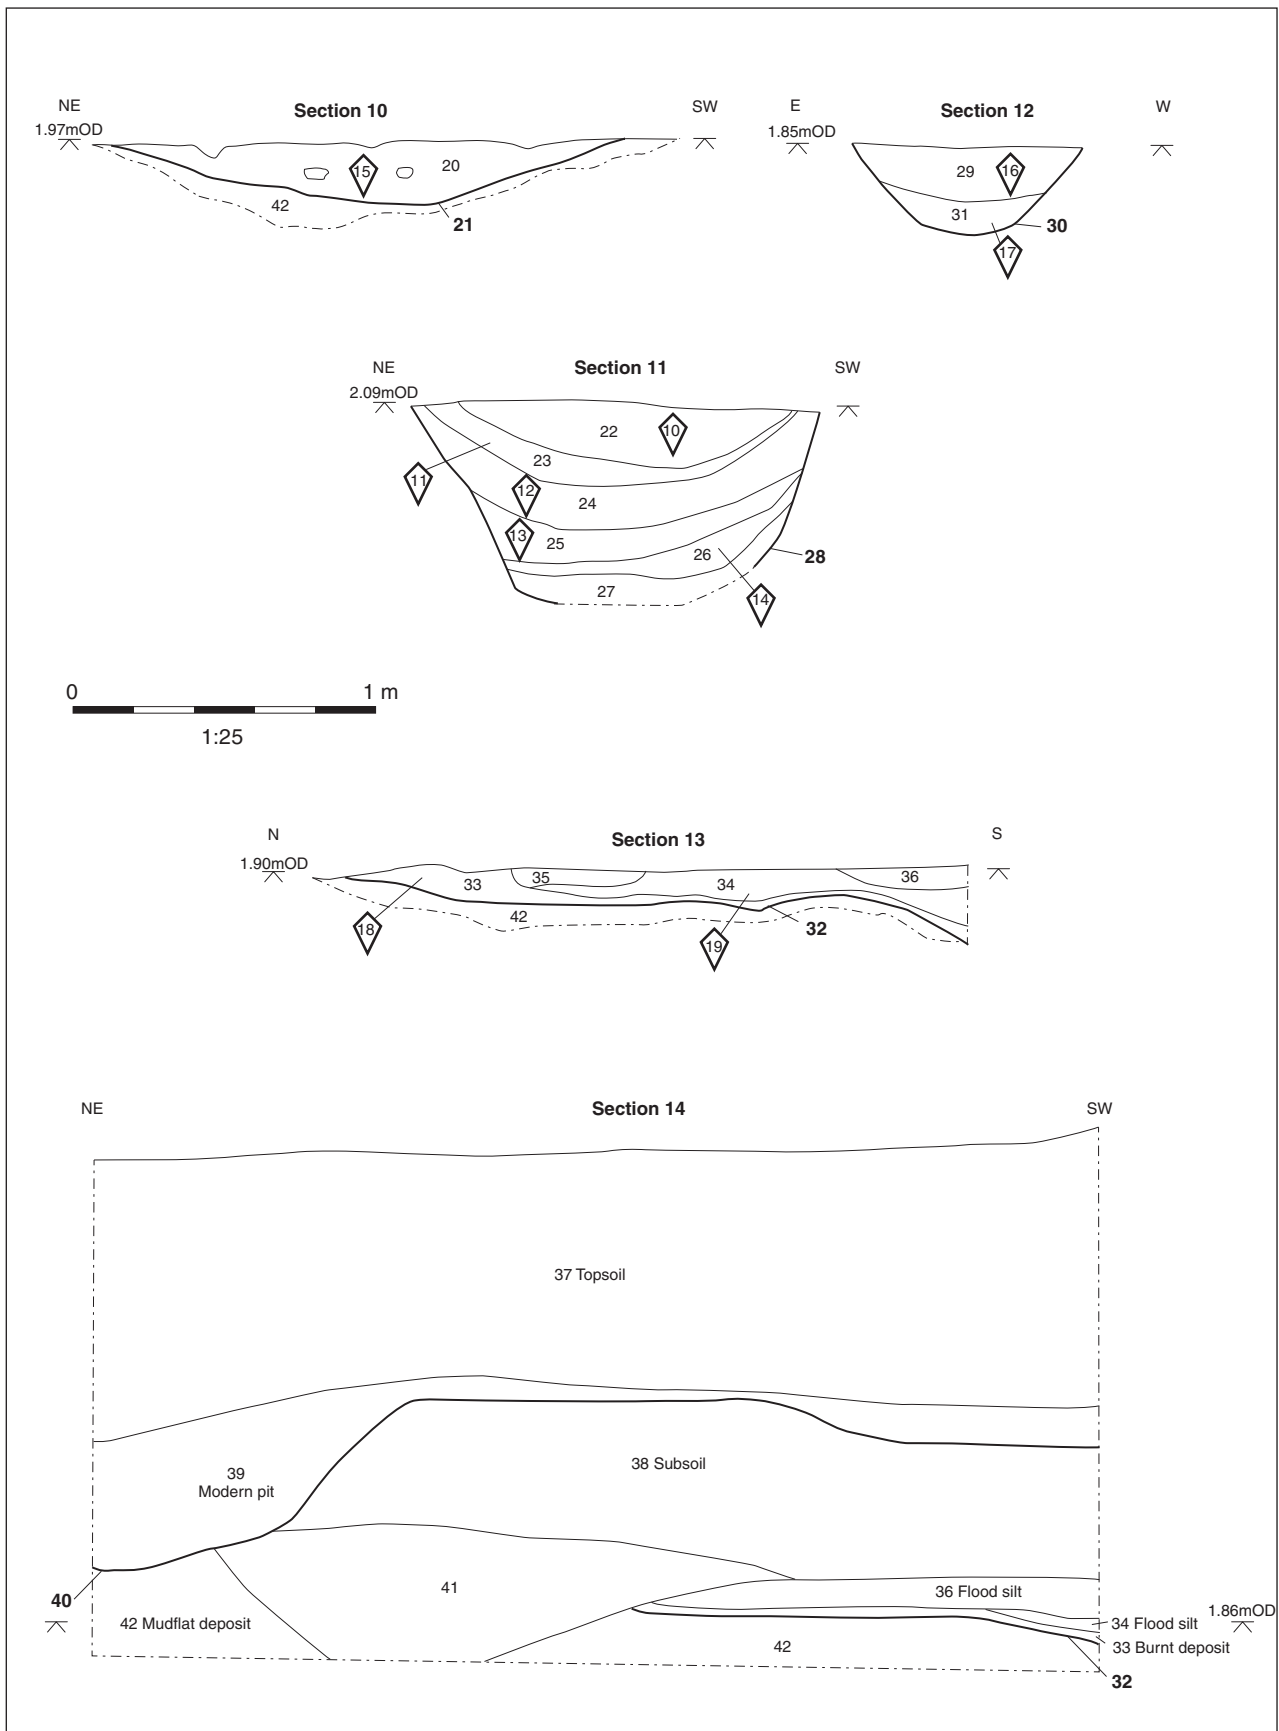 NE
Section 10
SW
1.97mOD
20
15
42
21
E
Section 12
W
1.85mOD
29
16
31
30
17
NE
Section 11
SW
2.09mOD
22
10
23
11
12
24
13
25
26
28
27
14
0 1 m
1:25
N
Section 13
S
1.90mOD
33
35
34
36
42
18
19
32
NE
Section 14
SW
37 Topsoil
38 Subsoil
39
Modern pit
40
41
36 Flood silt
42 Mudflat deposit
34 Flood silt
1.86mOD
42
33 Burnt deposit
32